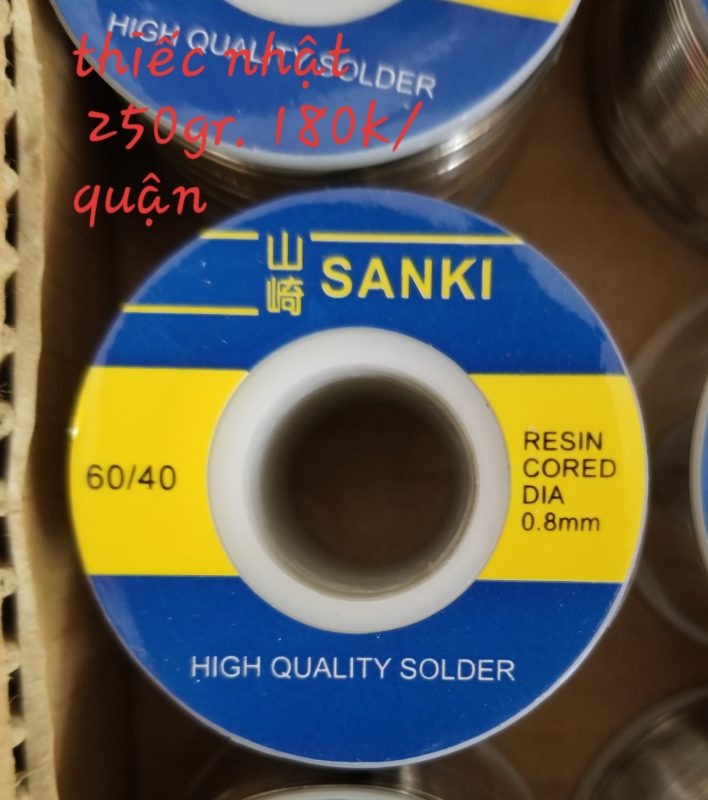 HIGH QUALITY SOLDER
thiếc nhật
250gr. 180k/
quận
山崎 SANKI
60/40
RESIN
CORED
DIA
0.8mm
HIGH QUALITY SOLDER